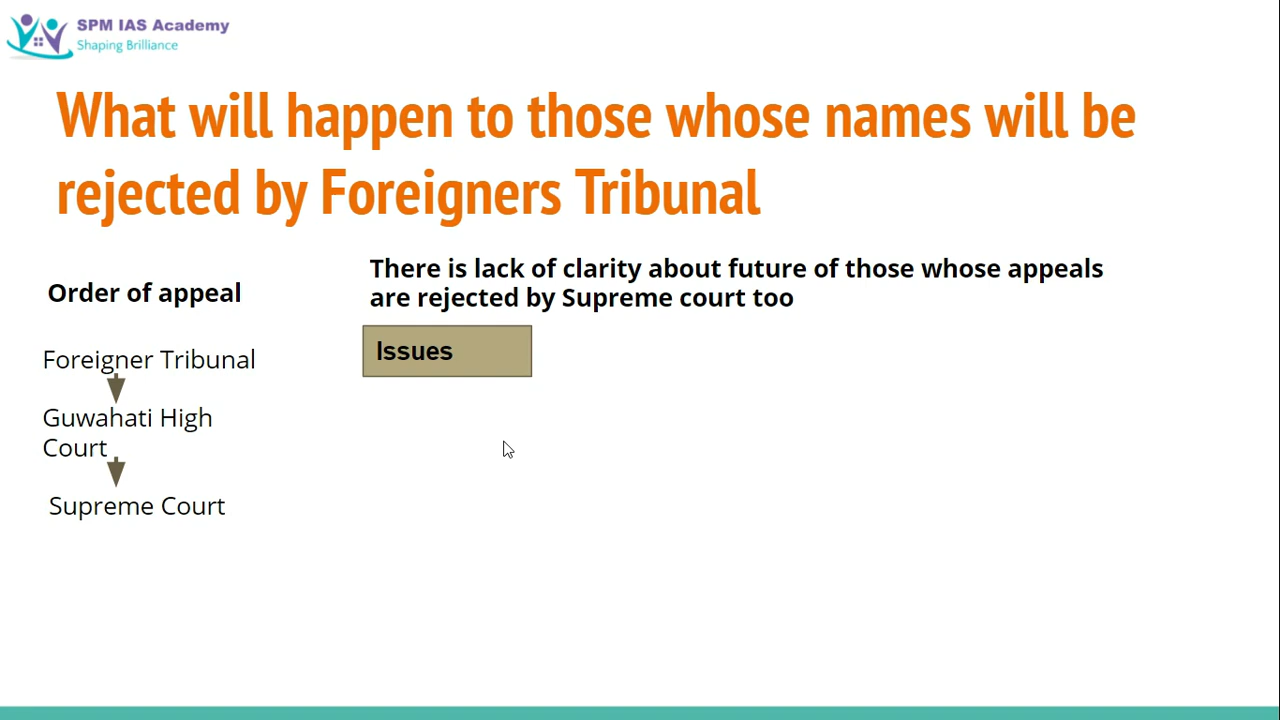 SPM IAS Academy
Shaping Brilliance
What will happen to those whose names will be
rejected by Foreigners Tribunal
Order of appeal
Foreigner Tribunal
Guwahati High
Court
Supreme Court
There is lack of clarity about future of those whose appeals
are rejected by Supreme court too
Issues